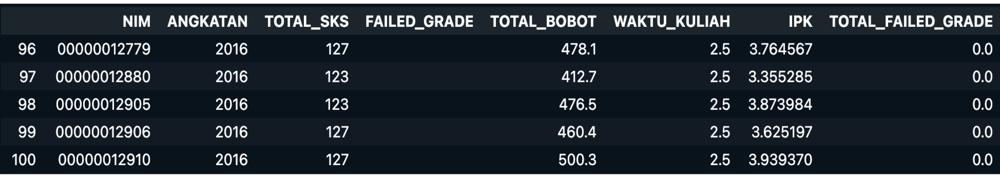 NIM ANGKATAN TOTAL_SKS FAILED_GRADE TOTAL_BOBOT WAKTU_KULIAH IPK TOTAL_FAILED_GRADE
96 00000012779 2016 127 478.1 2.5 3.764567 0.0
97 00000012880 2016 123 412.7 2.5 3.355285 0.0
98 00000012905 2016 123 476.5 2.5 3.873984 0.0
99 00000012906 2016 127 460.4 2.5 3.625197 0.0
100 00000012910 2016 127 500.3 2.5 3.939370 0.0